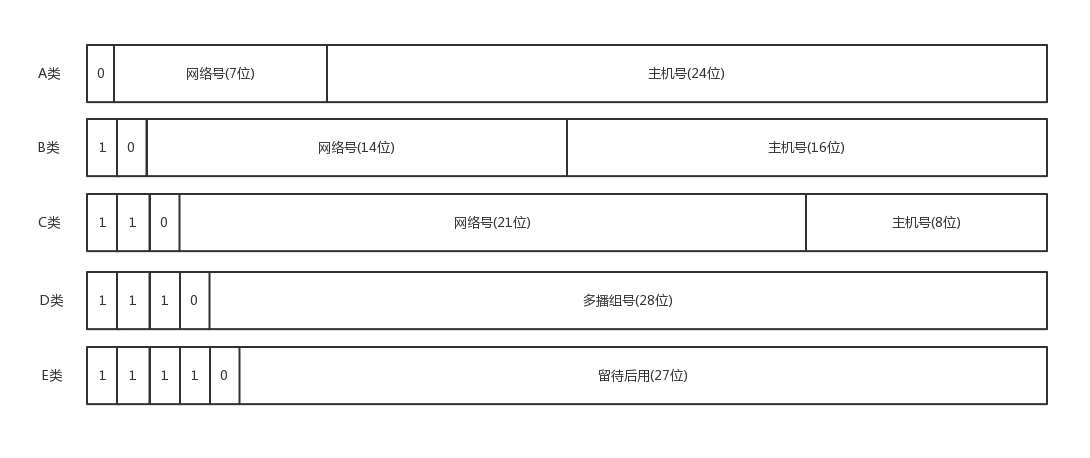 A类 0 网络号(7位) 主机号(24位)
B类 1 0 网络号(14位) 主机号(16位)
C类 1 1 0 网络号(21位) 主机号(8位)
D类 1 1 1 0 多播组号(28位)
E类 1 1 1 1 0 留待后用(27位)